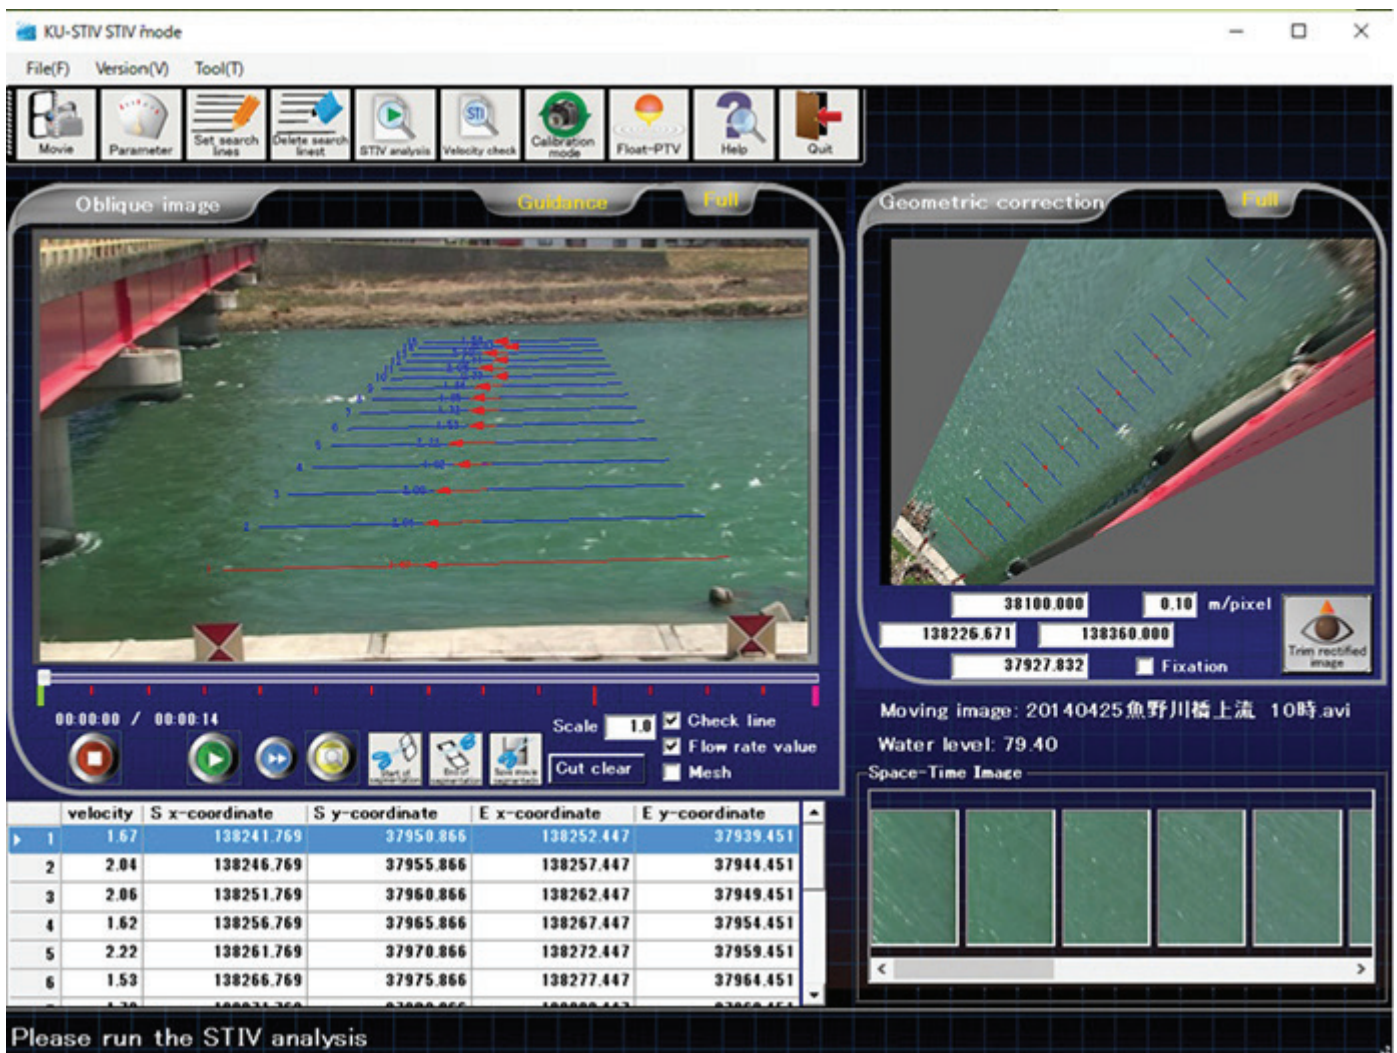 KU-STIV STIV mode
File(F) Version(V) Tool(T)
Movie
Parameter
Set search lines
Delete search linest
STIV analysis
STI
Velocity check
Calibration mode
Float-PTV
Help
Quit
Oblique image Guidance Full
Geometric correction Full
38100.000 0.10 m/pixel
138226.671 138360.000
37927.832 Fixation
Trim rectified image
00:00:00 / 00:00:14
Scale 1.0 Check line
Flow rate value
Cut clear Mesh
Start of segmentation
End of segmentation
Moving image: 20140425魚野川橋上流 10時.avi
Water level: 79.40
Space-Time Image
velocity S x-coordinate S y-coordinate E x-coordinate E y-coordinate
1 1.67 138241.769 37950.866 138252.447 37939.451
2 2.04 138246.769 37955.866 138257.447 37944.451
3 2.06 138251.769 37960.866 138262.447 37949.451
4 1.62 138256.769 37965.866 138267.447 37954.451
5 2.22 138261.769 37970.866 138272.447 37959.451
6 1.53 138266.769 37975.866 138277.447 37964.451
Please run the STIV analysis